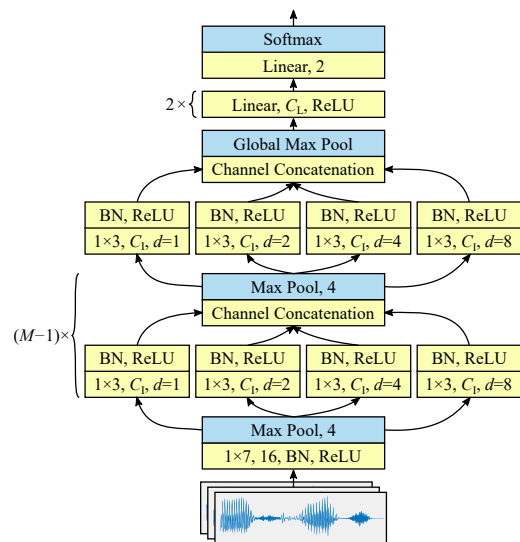 Softmax
Linear, 2
2 ×
Linear, C_L, ReLU
Global Max Pool
Channel Concatenation
BN, ReLU
BN, ReLU
BN, ReLU
BN, ReLU
1×3, C_I, d=1
1×3, C_I, d=2
1×3, C_I, d=4
1×3, C_I, d=8
Max Pool, 4
Channel Concatenation
(M−1)×
BN, ReLU
BN, ReLU
BN, ReLU
BN, ReLU
1×3, C_I, d=1
1×3, C_I, d=2
1×3, C_I, d=4
1×3, C_I, d=8
Max Pool, 4
1×7, 16, BN, ReLU